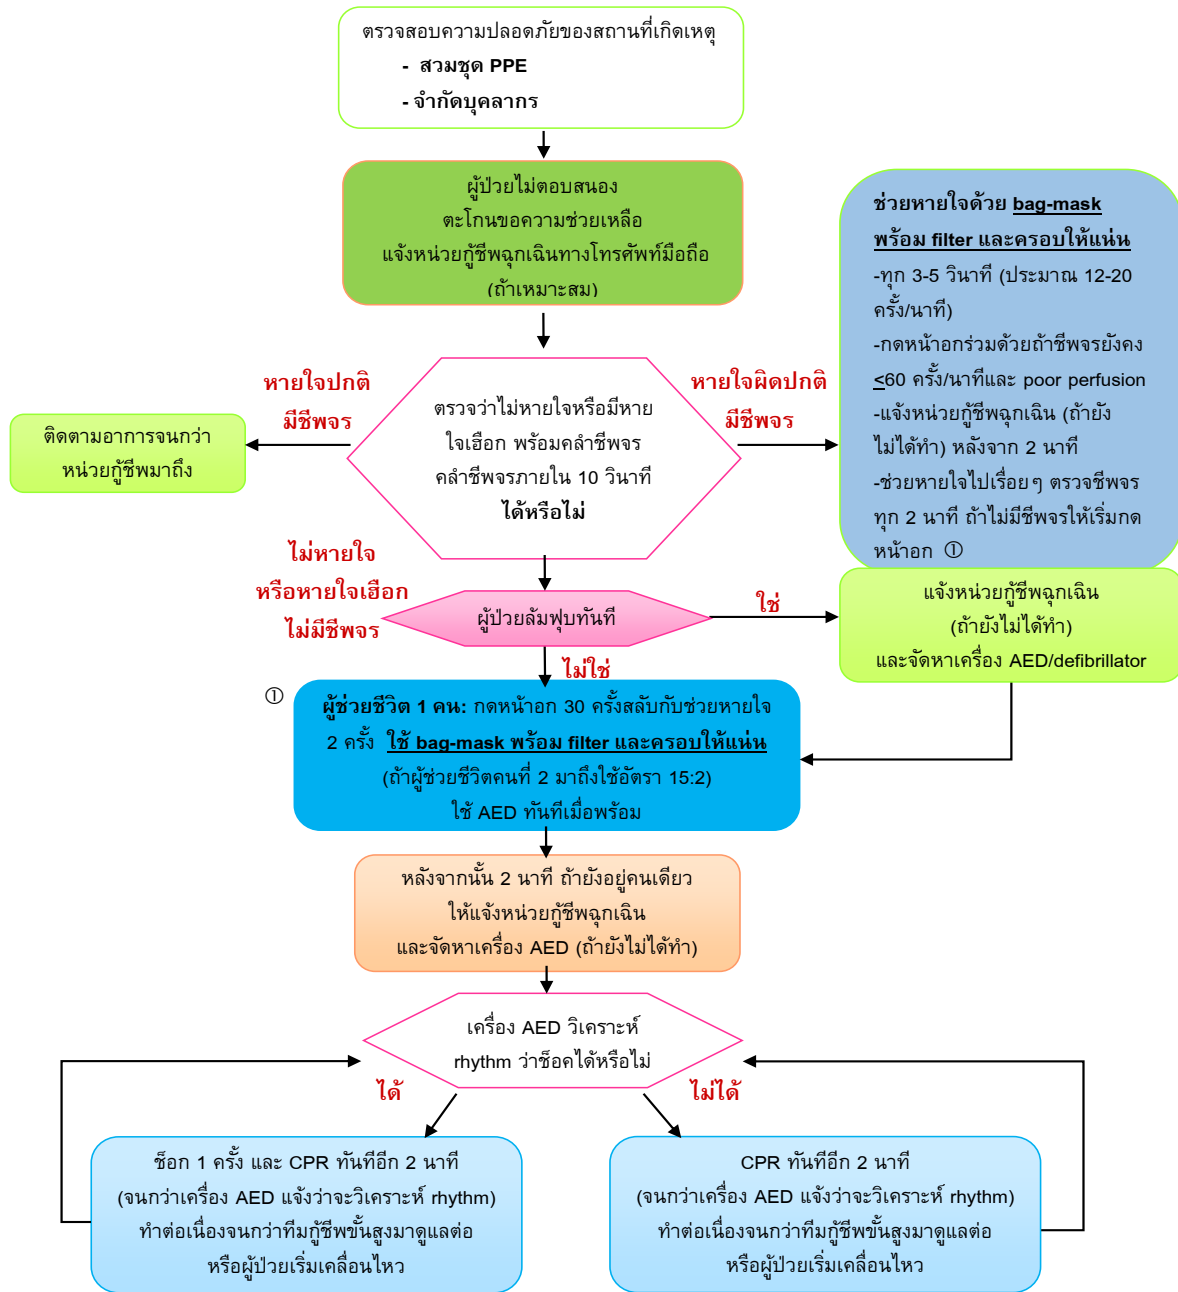 ตรวจสอบความปลอดภัยของสถานที่เกิดเหตุ
- สวมชุด PPE
- จำกัดบุคลากร
ผู้ป่วยไม่ตอบสนอง
ตะโกนขอความช่วยเหลือ
แจ้งหน่วยกู้ชีพฉุกเฉินทางโทรศัพท์มือถือ
(ถ้าเหมาะสม)
ช่วยหายใจด้วย bag-mask
พร้อม filter และครอบให้แน่น
-ทุก 3-5 วินาที (ประมาณ 12-20
ครั้ง/นาที)
-กดหน้าอกร่วมด้วยถ้าชีพจรยังคง
<60 ครั้ง/นาทีและ poor perfusion
-แจ้งหน่วยกู้ชีพฉุกเฉิน (ถ้ายัง
ไม่ได้ทำ) หลังจาก 2 นาที
-ช่วยหายใจไปเรื่อยๆ ตรวจชีพจร
ทุก 2 นาที ถ้าไม่มีชีพจรให้เริ่มกด
หน้าอก ①
หายใจปกติ
มีชีพจร
หายใจผิดปกติ
มีชีพจร
ตรวจว่าไม่หายใจหรือมีหาย
ใจเฮือก พร้อมคลำชีพจร
คลำชีพจรภายใน 10 วินาที
ได้หรือไม่
ติดตามอาการจนกว่า
หน่วยกู้ชีพมาถึง
ไม่หายใจ
หรือหายใจเฮือก
ไม่มีชีพจร
ผู้ป่วยล้มฟุบทันที
ใช่
แจ้งหน่วยกู้ชีพฉุกเฉิน
(ถ้ายังไม่ได้ทำ)
และจัดหาเครื่อง AED/defibrillator
ไม่ใช่
①
ผู้ช่วยชีวิต 1 คน: กดหน้าอก 30 ครั้งสลับกับช่วยหายใจ
2 ครั้ง ใช้ bag-mask พร้อม filter และครอบให้แน่น
(ถ้าผู้ช่วยชีวิตคนที่ 2 มาถึงใช้อัตรา 15:2)
ใช้ AED ทันทีเมื่อพร้อม
หลังจากนั้น 2 นาที ถ้ายังอยู่คนเดียว
ให้แจ้งหน่วยกู้ชีพฉุกเฉิน
และจัดหาเครื่อง AED (ถ้ายังไม่ได้ทำ)
เครื่อง AED วิเคราะห์
rhythm ว่าช็อคได้หรือไม่
ได้
ไม่ได้
ช็อก 1 ครั้ง และ CPR ทันทีอีก 2 นาที
(จนกว่าเครื่อง AED แจ้งว่าจะวิเคราะห์ rhythm)
ทำต่อเนื่องจนกว่าทีมกู้ชีพขั้นสูงมาดูแลต่อ
หรือผู้ป่วยเริ่มเคลื่อนไหว
CPR ทันทีอีก 2 นาที
(จนกว่าเครื่อง AED แจ้งว่าจะวิเคราะห์ rhythm)
ทำต่อเนื่องจนกว่าทีมกู้ชีพขั้นสูงมาดูแลต่อ
หรือผู้ป่วยเริ่มเคลื่อนไหว